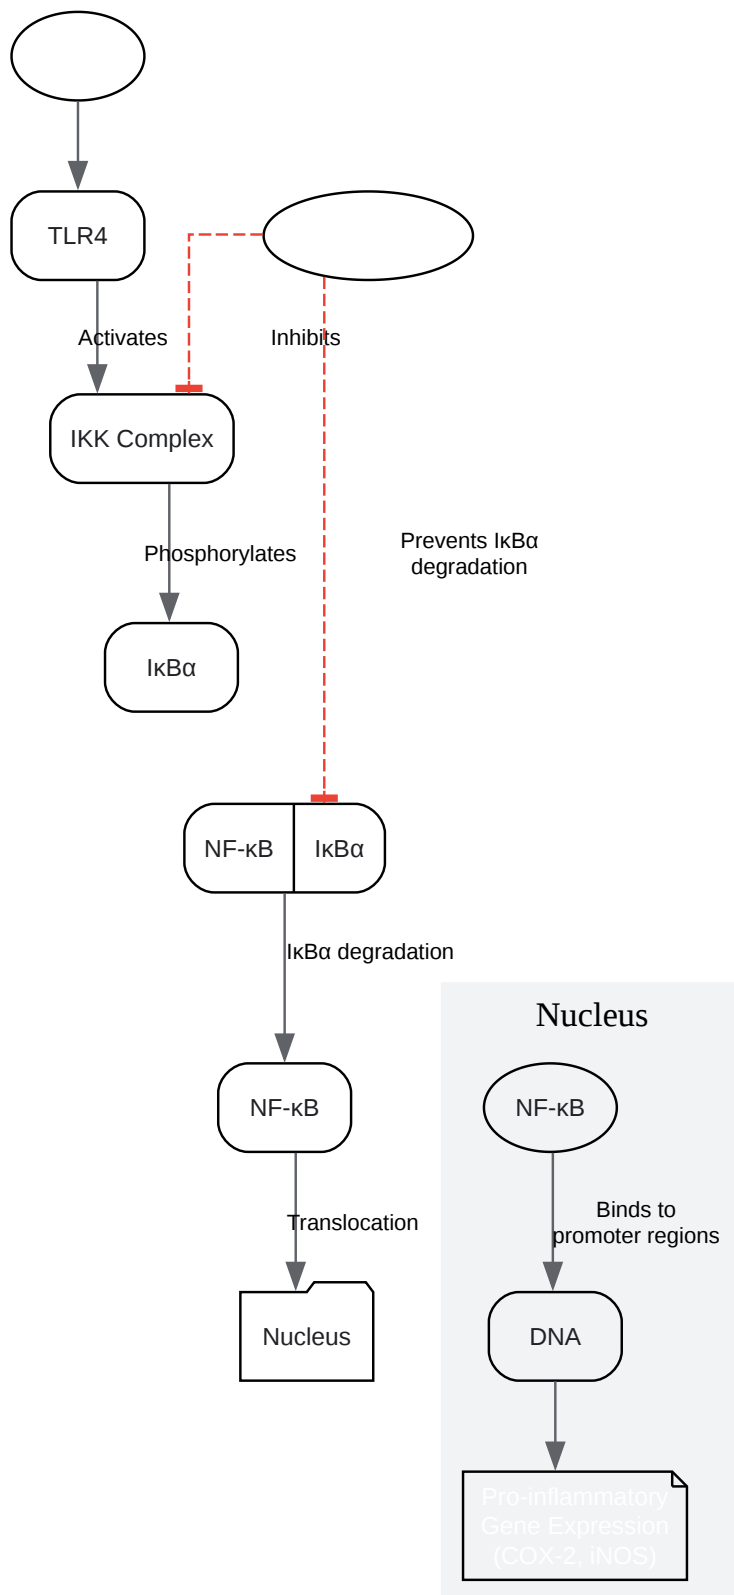 TLR4
Activates
Inhibits
IKK Complex
Phosphorylates
Prevents IκBα
degradation
IκBα
NF-κB
IκBα
IκBα degradation
Nucleus
NF-κB
NF-κB
Binds to
promoter regions
Translocation
Nucleus
DNA
Pro-inflammatory
Gene Expression
(COX-2, iNOS)